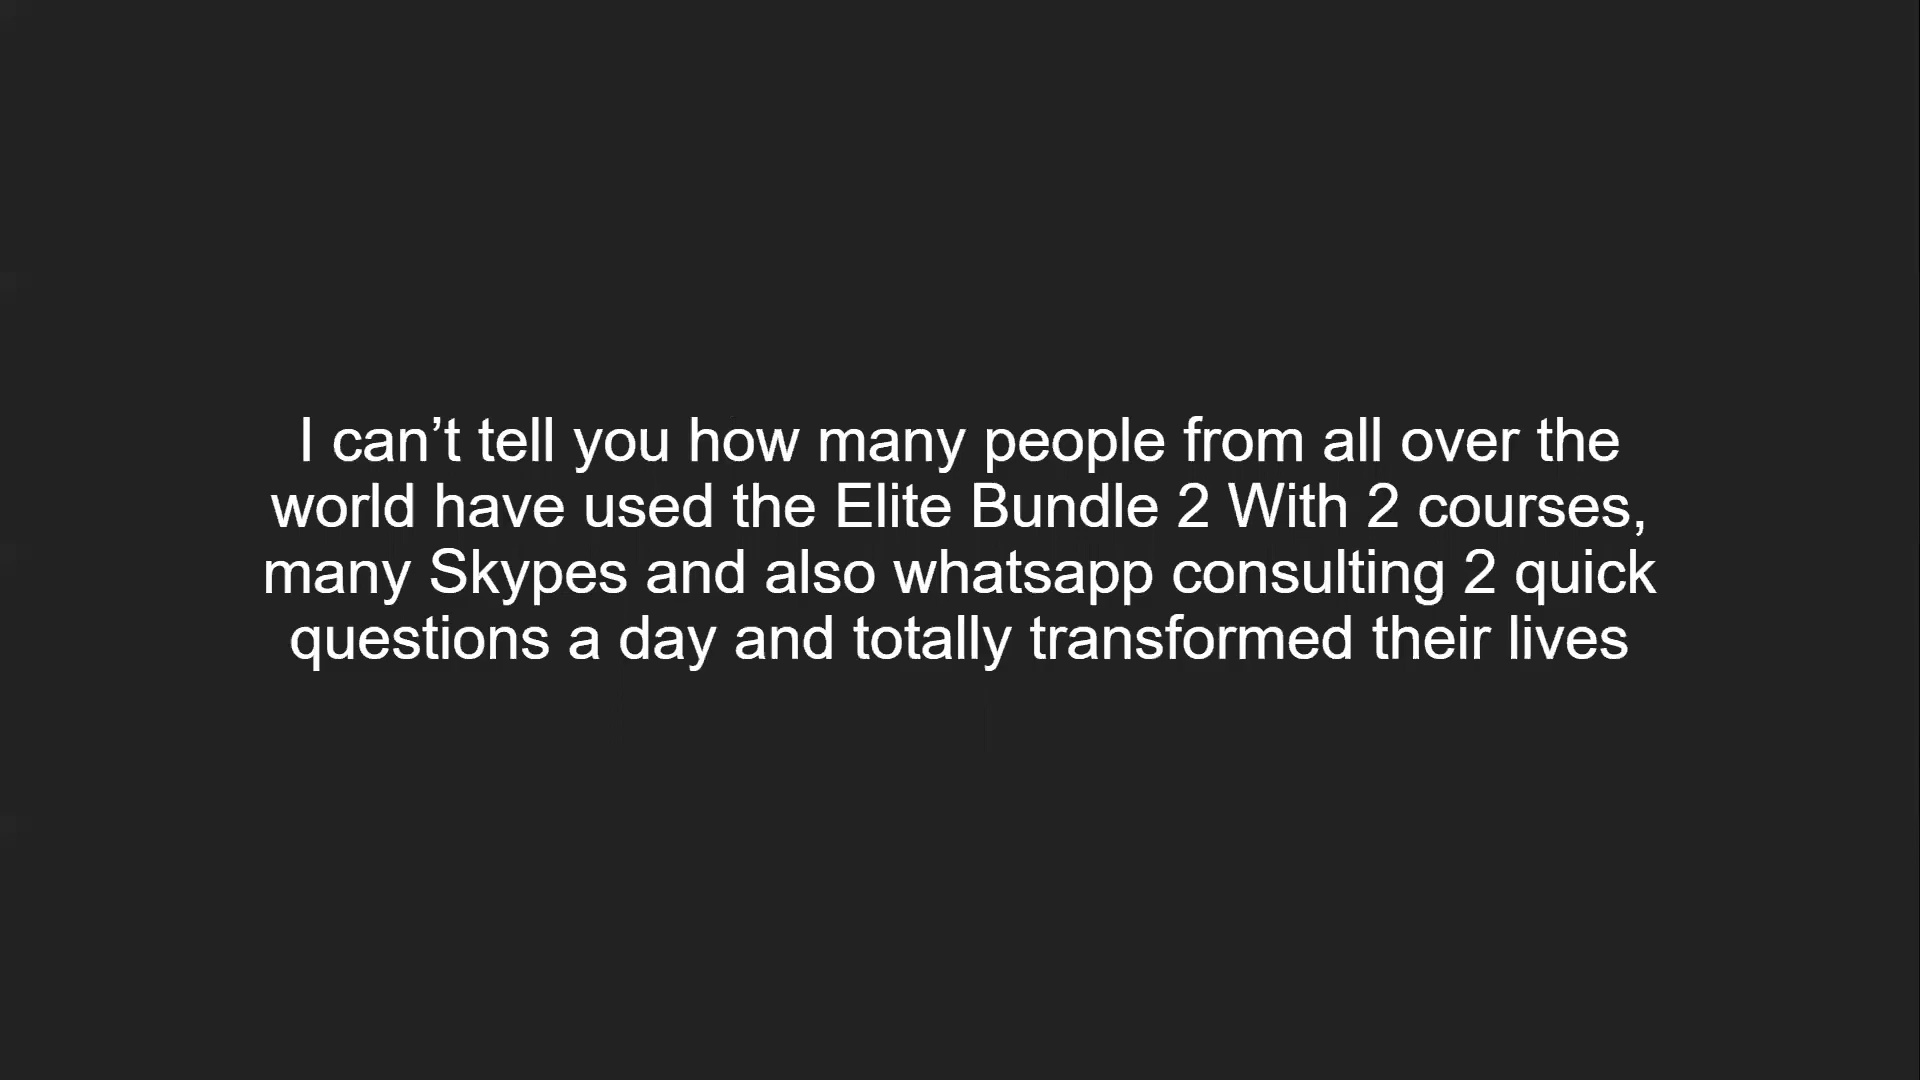 I can’t tell you how many people from all over the
world have used the Elite Bundle 2 With 2 courses,
many Skypes and also whatsapp consulting 2 quick
questions a day and totally transformed their lives